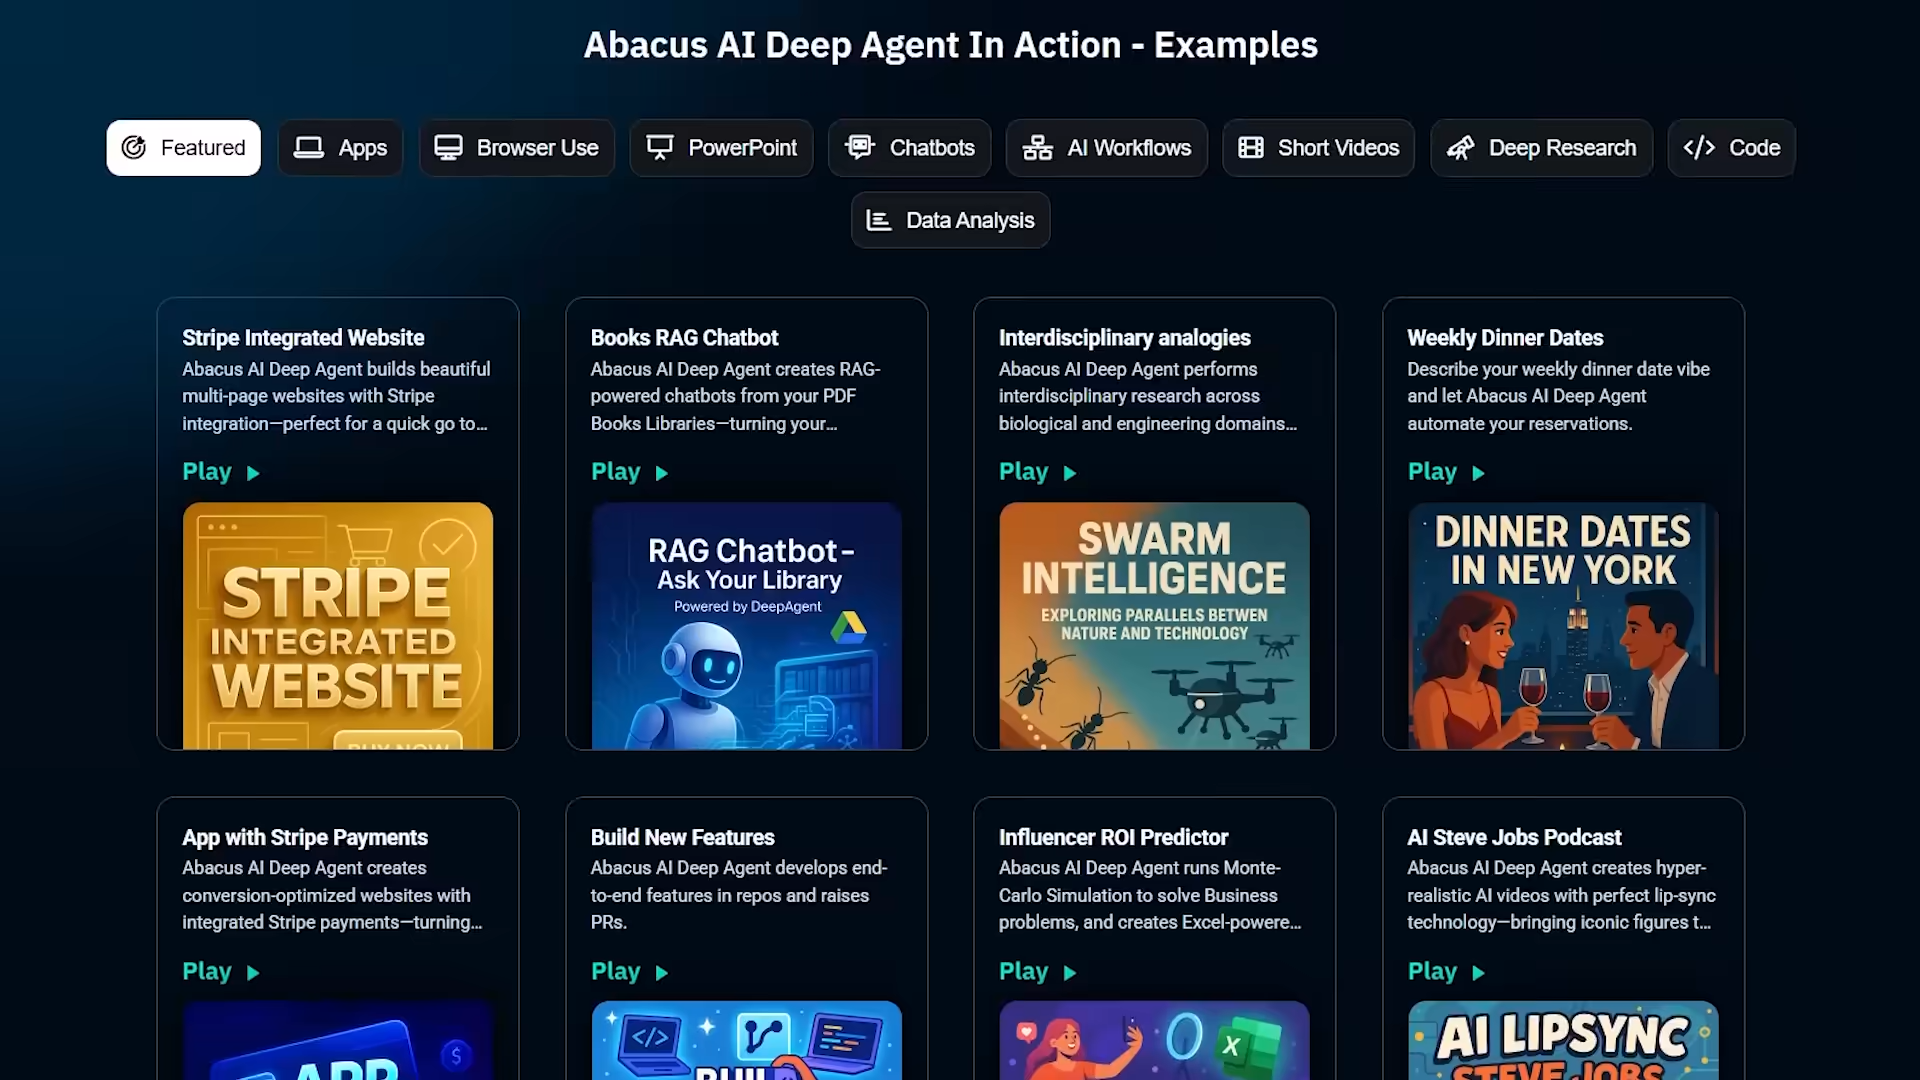 Abacus AI Deep Agent In Action - Examples
Featured
Apps
Browser Use
PowerPoint
Chatbots
AI Workflows
Short Videos
Deep Research
Code
Data Analysis
Stripe Integrated Website
Abacus AI Deep Agent builds beautiful
multi-page websites with Stripe
integration—perfect for a quick go to...
Play
STRIPE
INTEGRATED
WEBSITE
BUY NOW
Books RAG Chatbot
Abacus AI Deep Agent creates RAG-
powered chatbots from your PDF
Books Libraries—turning your...
Play
RAG Chatbot-
Ask Your Library
Powered by DeepAgent
Interdisciplinary analogies
Abacus AI Deep Agent performs
interdisciplinary research across
biological and engineering domains...
Play
SWARM
INTELLIGENCE
EXPLORING PARALLELS BETWEN
NATURE AND TECHNOLOGY
Weekly Dinner Dates
Describe your weekly dinner date vibe
and let Abacus AI Deep Agent
automate your reservations.
Play
DINNER DATES
IN NEW YORK
App with Stripe Payments
Abacus AI Deep Agent creates
conversion-optimized websites with
integrated Stripe payments—turning...
Play
APP
$
Build New Features
Abacus AI Deep Agent develops end-
to-end features in repos and raises
PRs.
Play
</>
Influencer ROI Predictor
Abacus AI Deep Agent runs Monte-
Carlo Simulation to solve Business
problems, and creates Excel-powere...
Play
X
AI Steve Jobs Podcast
Abacus AI Deep Agent creates hyper-
realistic AI videos with perfect lip-sync
technology—bringing iconic figures t...
Play
AI LIPSYNC
STEVE JOBS